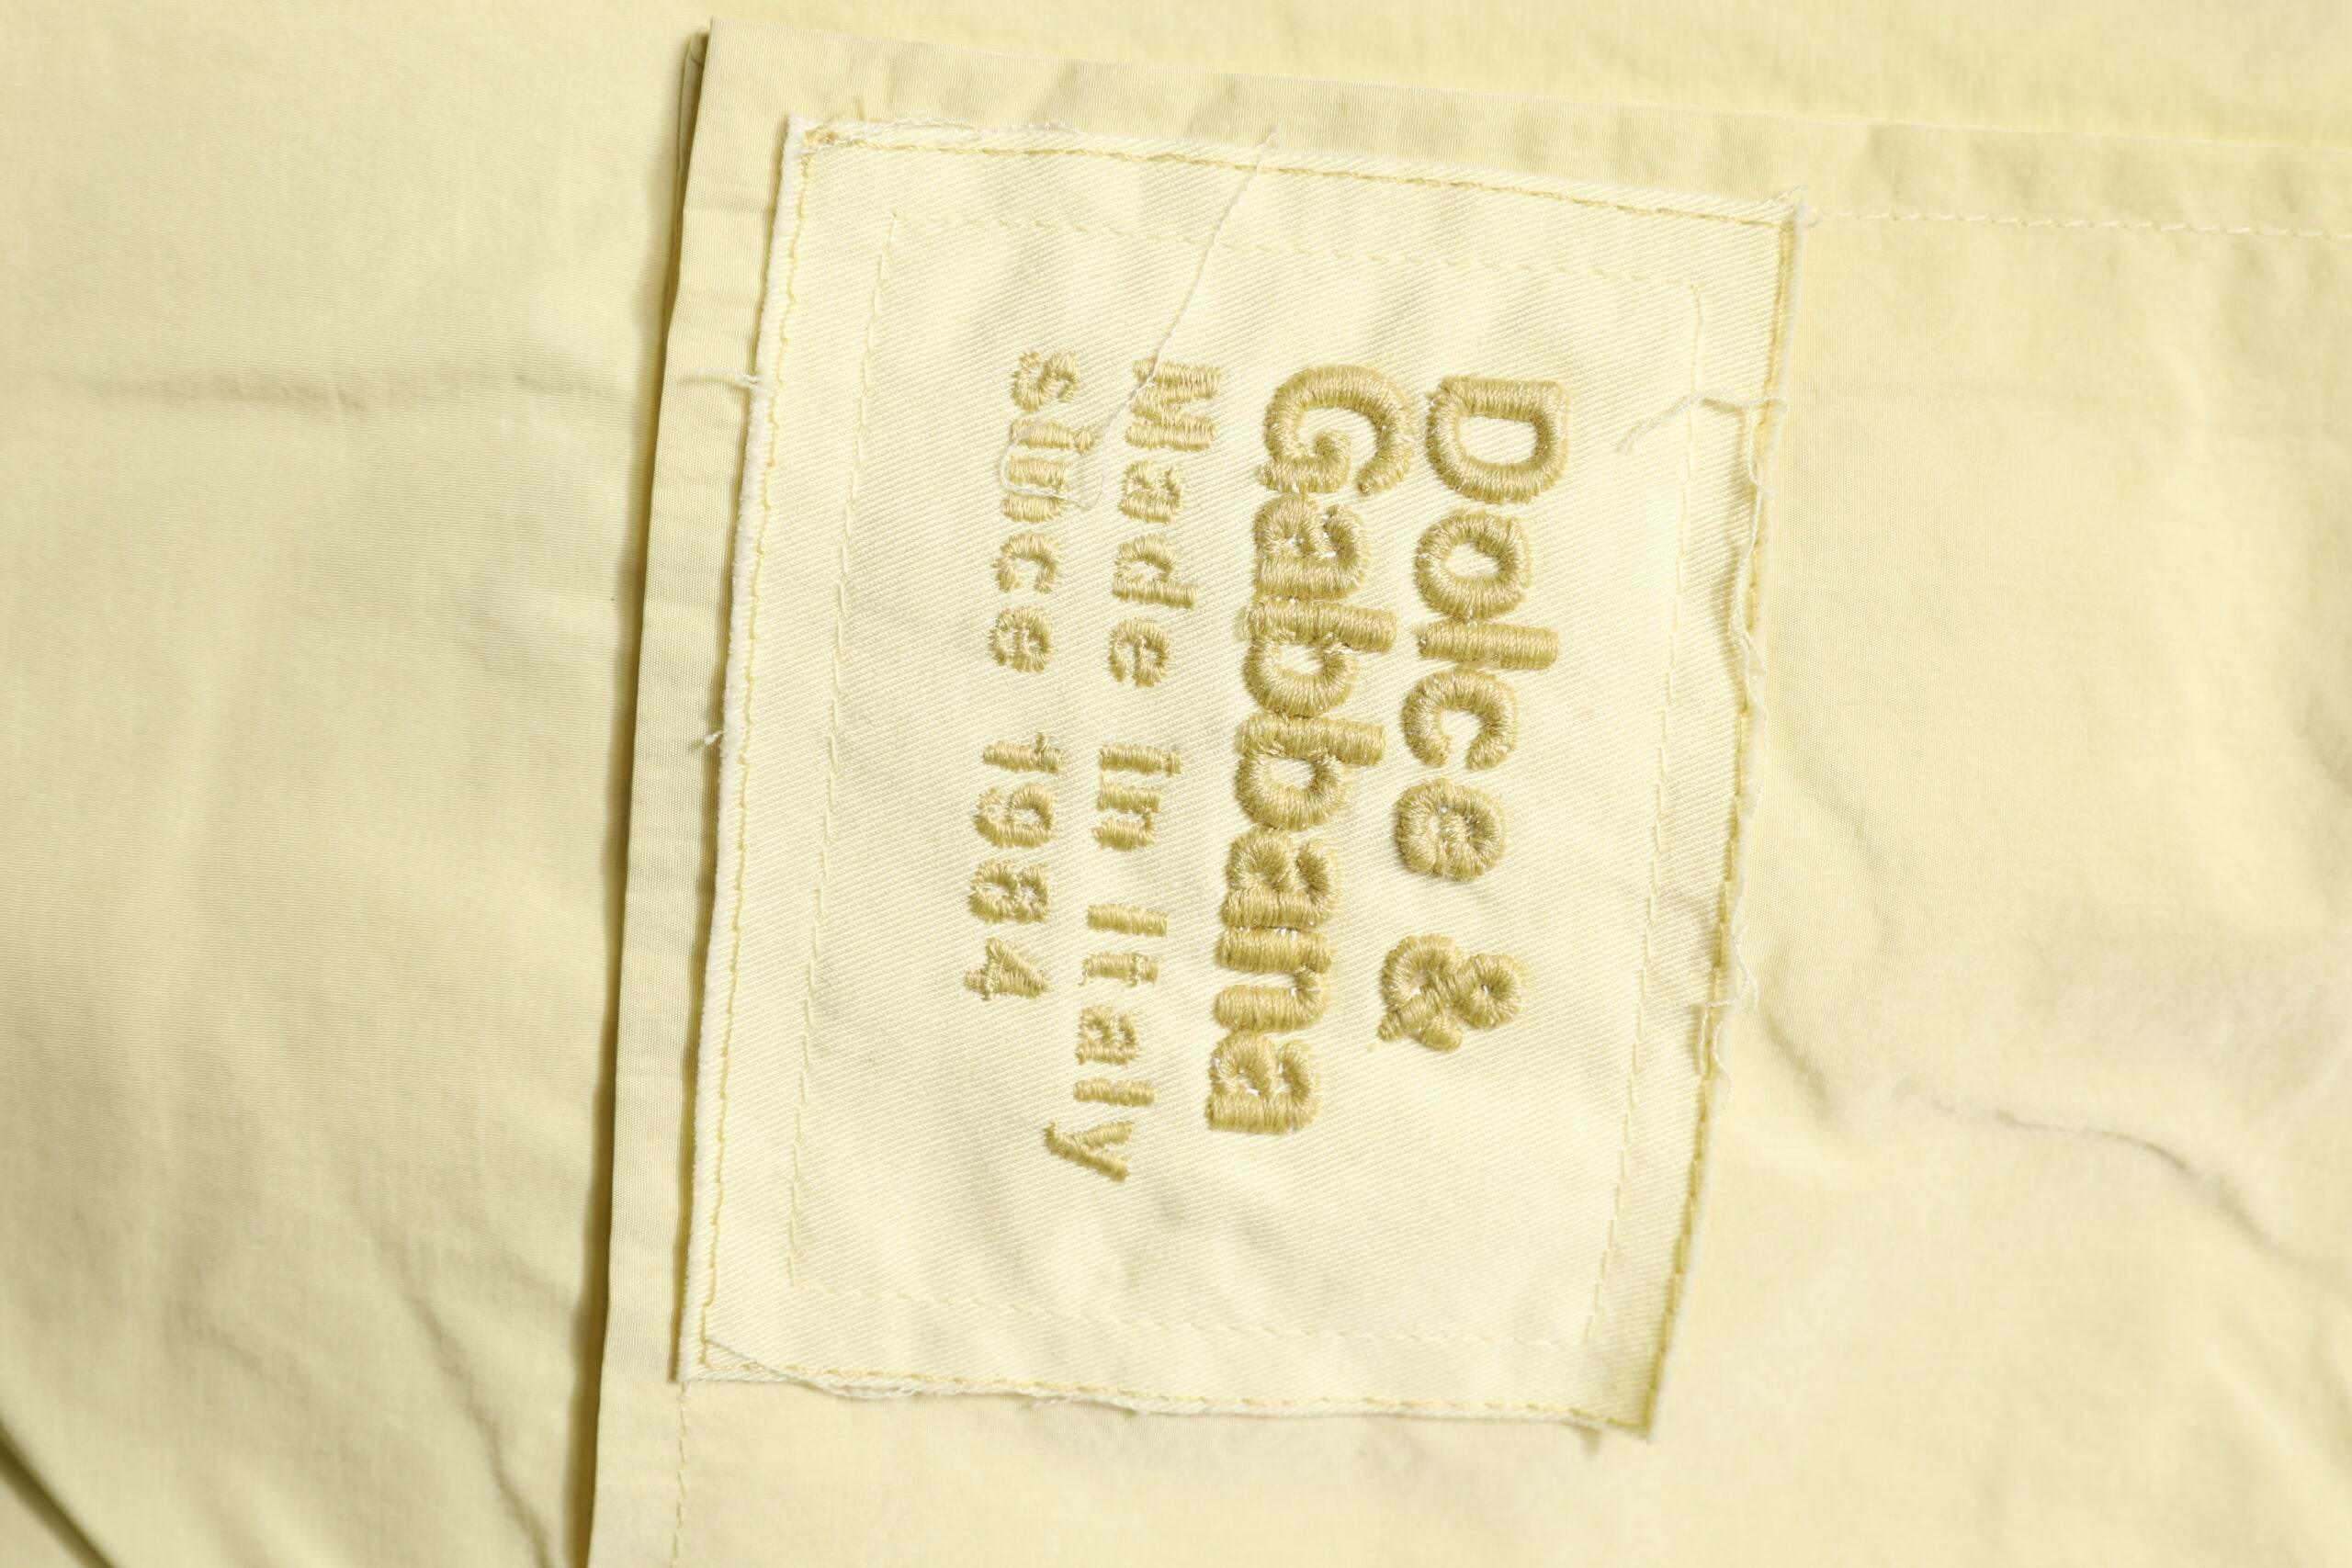 Dolce &
Gabbana
Made in Italy
since 1984